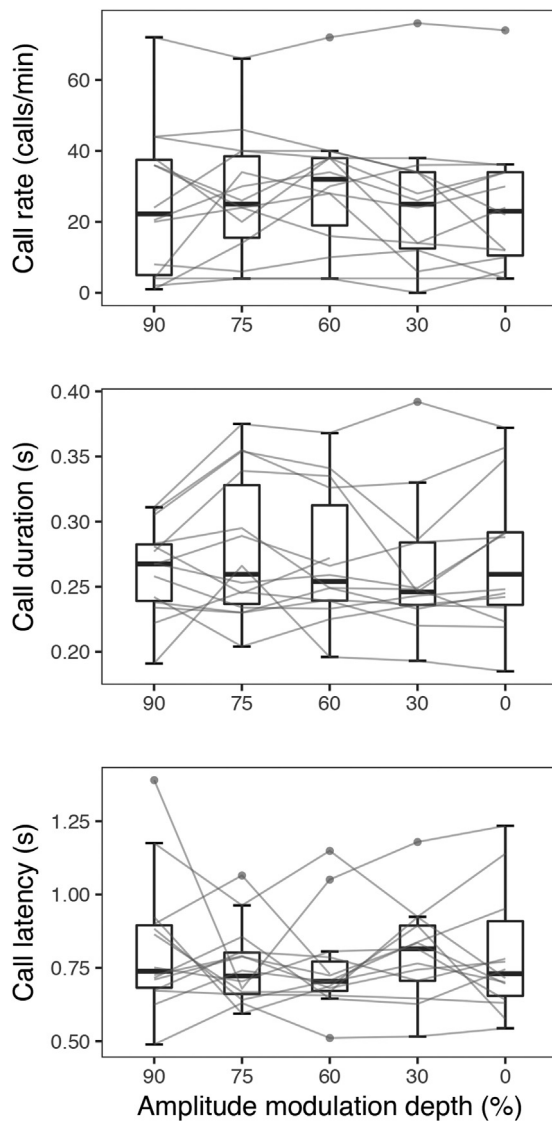 Call rate (calls/min)
60
40
20
0
90 75 60 30 0
Call duration (s)
0.40
0.35
0.30
0.25
0.20
90 75 60 30 0
Call latency (s)
1.25
1.00
0.75
0.50
90 75 60 30 0
Amplitude modulation depth (%)